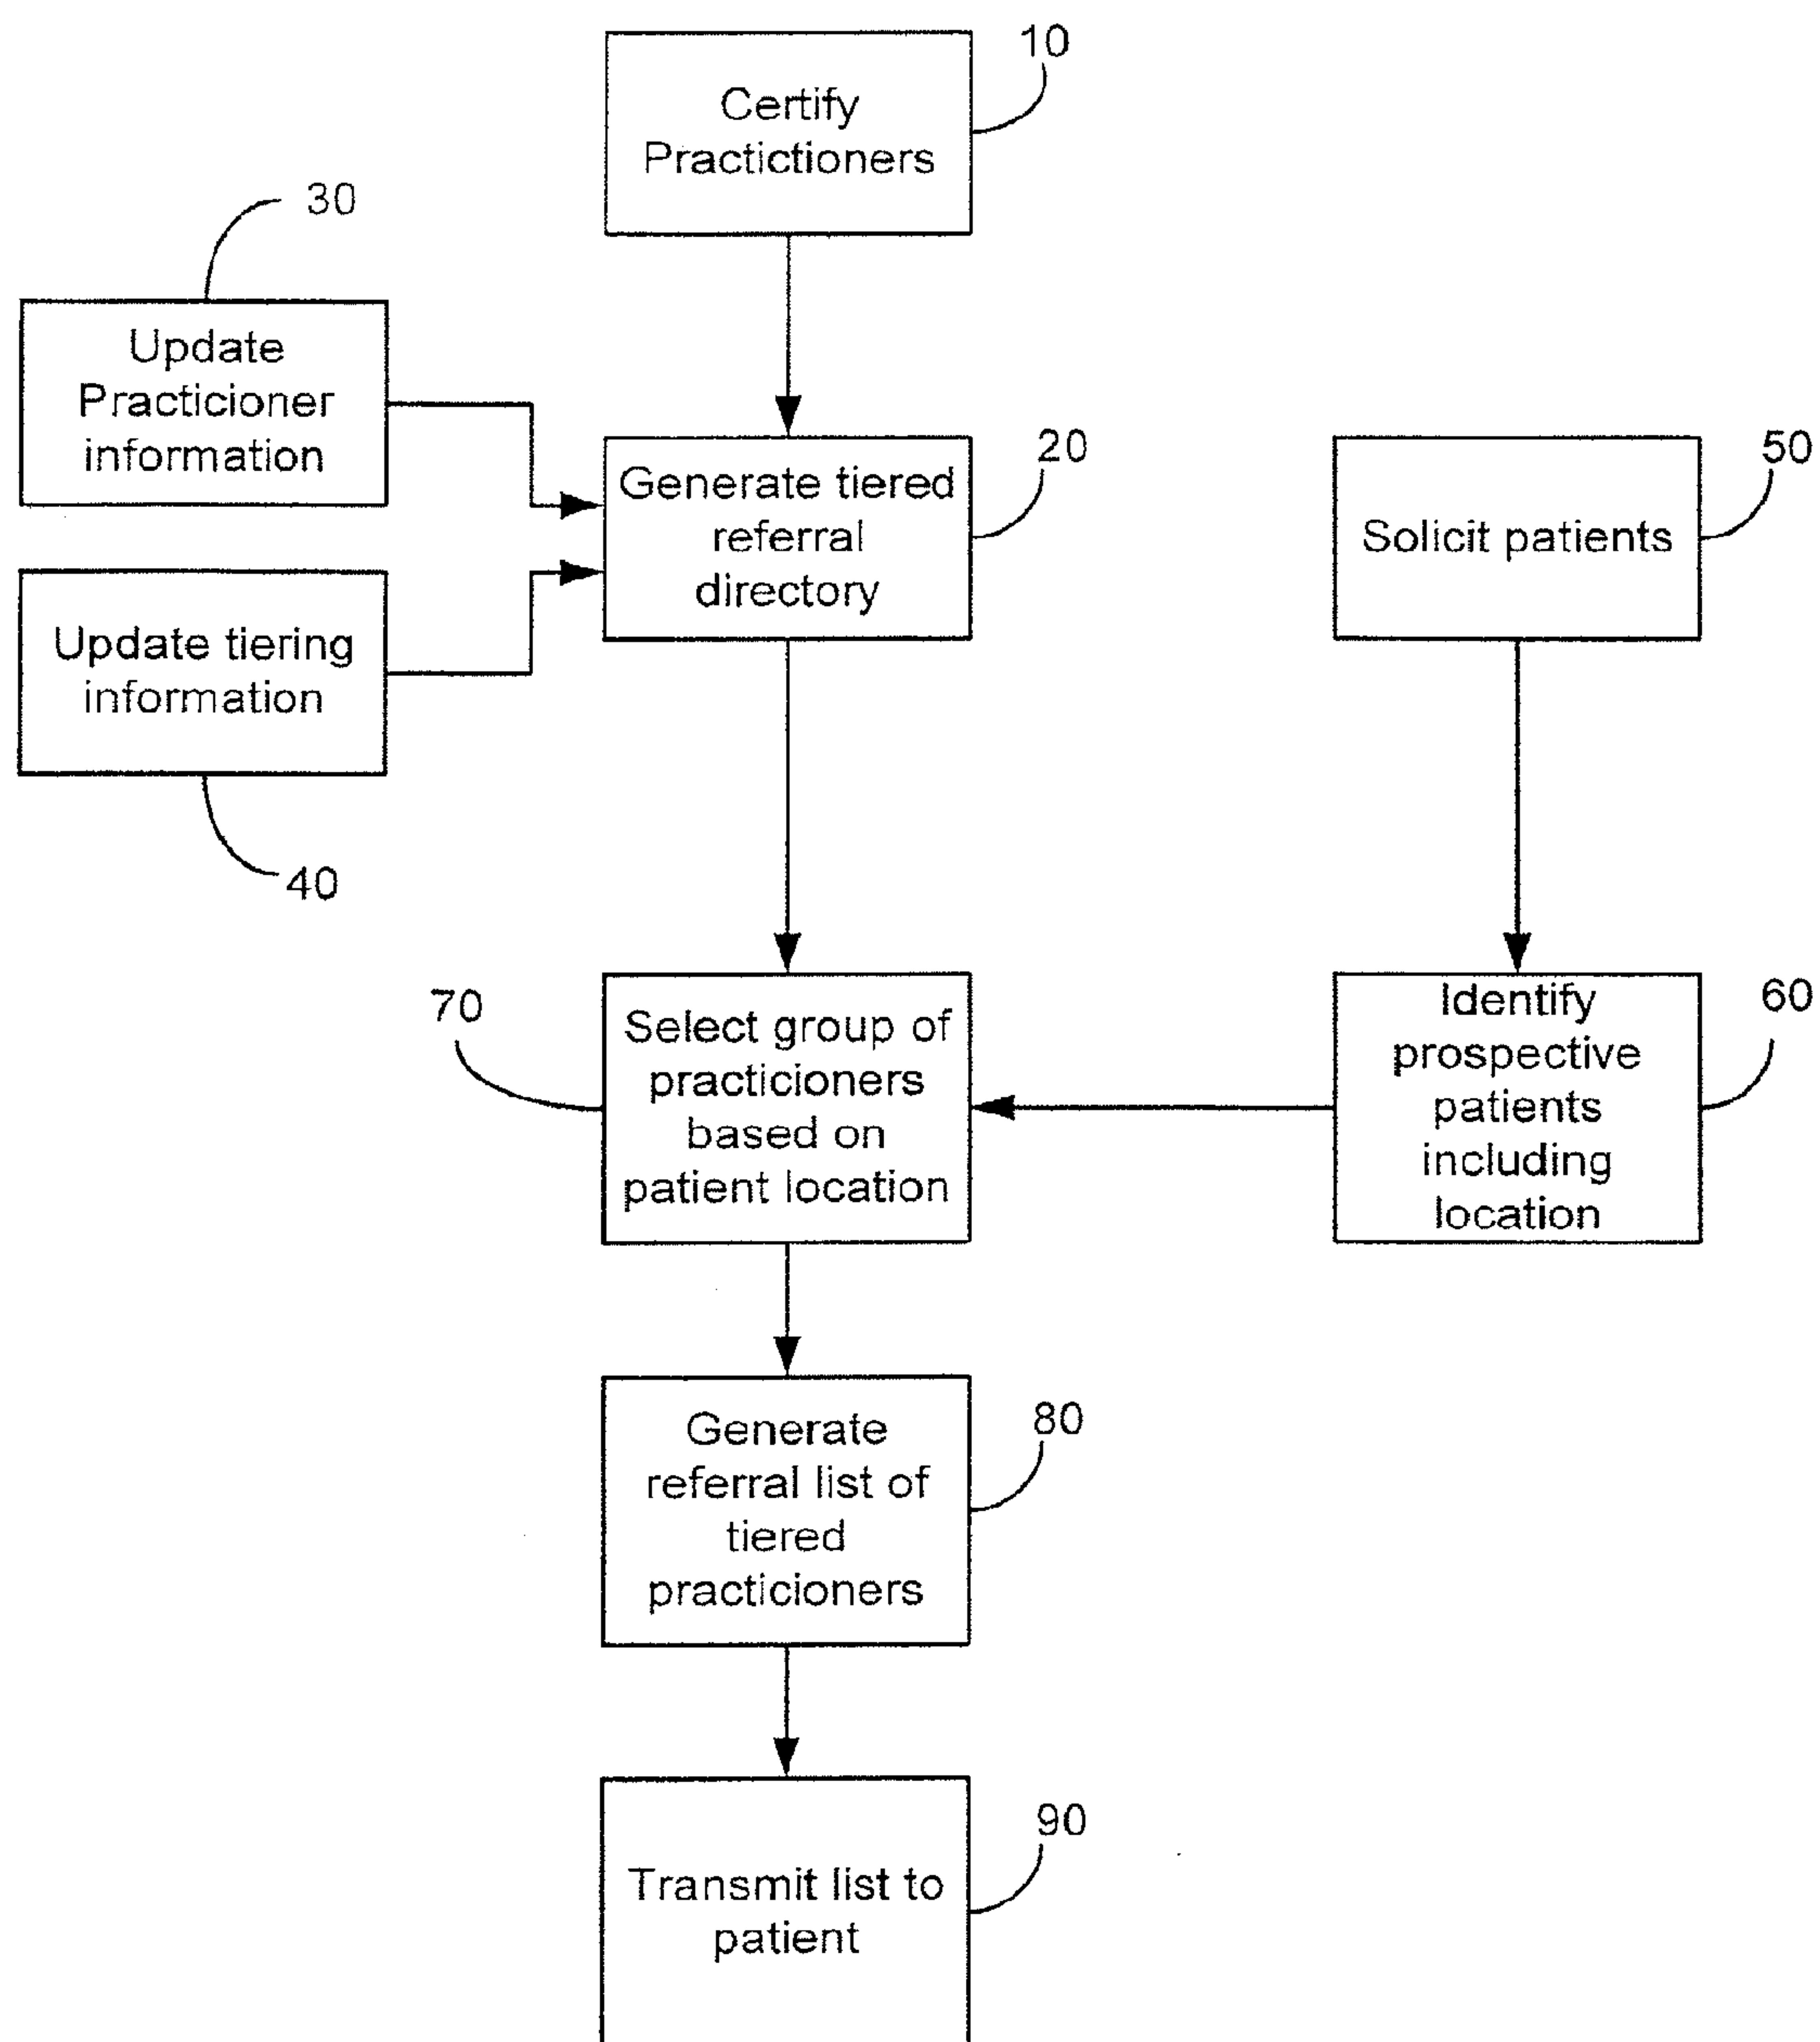 10
Certify
Practictioners
30
Update
Practicioner
information
20
Generate tiered
referral
directory
50
Solicit patients
Update tiering
information
40
70
Select group of
practicioners
based on
patient location
60
Identify
prospective
patients
including
location
80
Generate
referral list of
tiered
practicioners
90
Transmit list to
patient